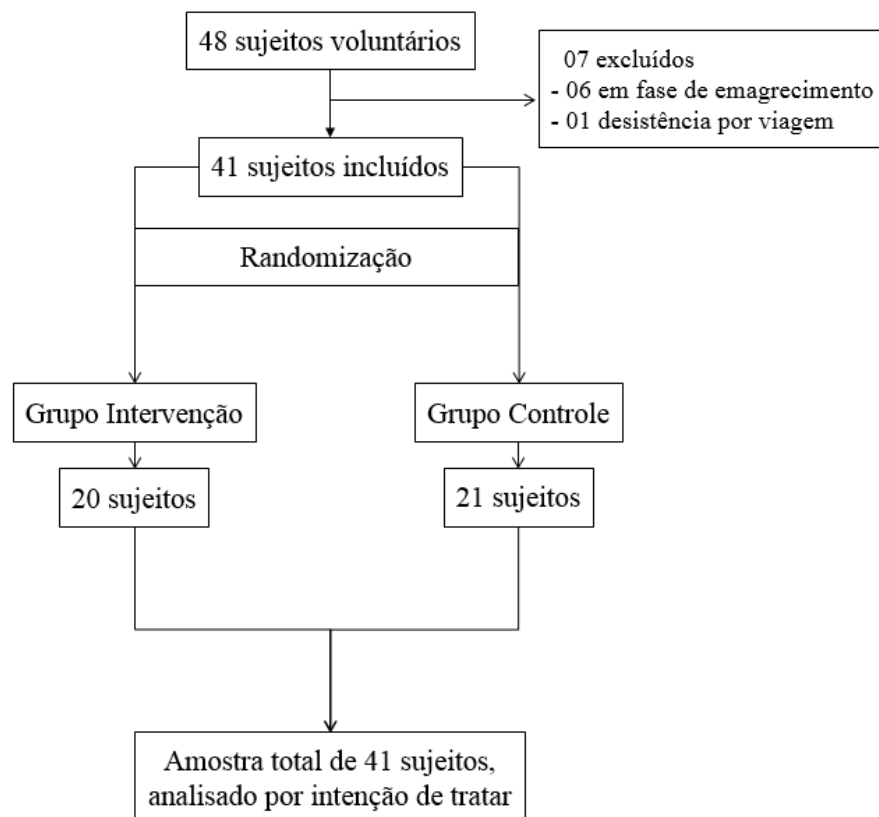 48 sujeitos voluntários
07 excluídos
- 06 em fase de emagrecimento
- 01 desistência por viagem
41 sujeitos incluídos
Randomização
Grupo Intervenção
Grupo Controle
20 sujeitos
21 sujeitos
Amostra total de 41 sujeitos,
analisado por intenção de tratar